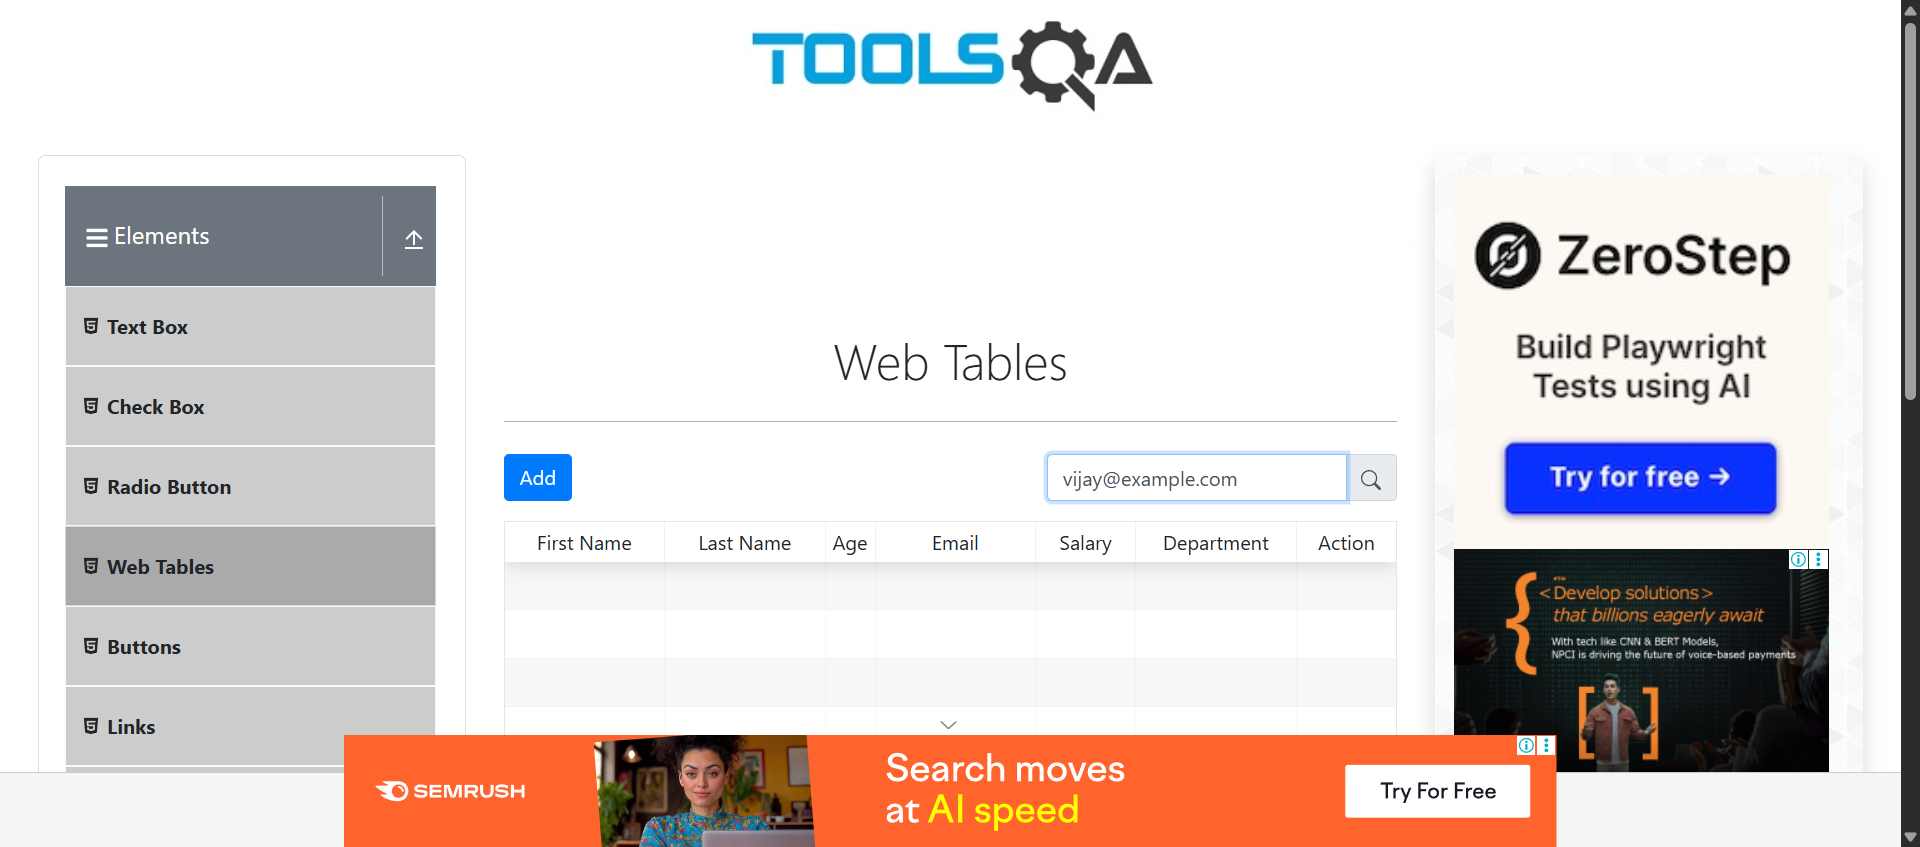 TOOLSQA
Elements
Text Box
Check Box
Radio Button
Web Tables
Buttons
Links
Web Tables
Add
vijay@example.com
First Name Last Name Age Email Salary Department Action
ZeroStep
Build Playwright
Tests using AI
Try for free →
<Develop solutions>
that billions eagerly await
With tech like CNN & BERT Models,
NPCI is driving the future of voice-based payments
SEMRUSH
Search moves
at AI speed
Try For Free